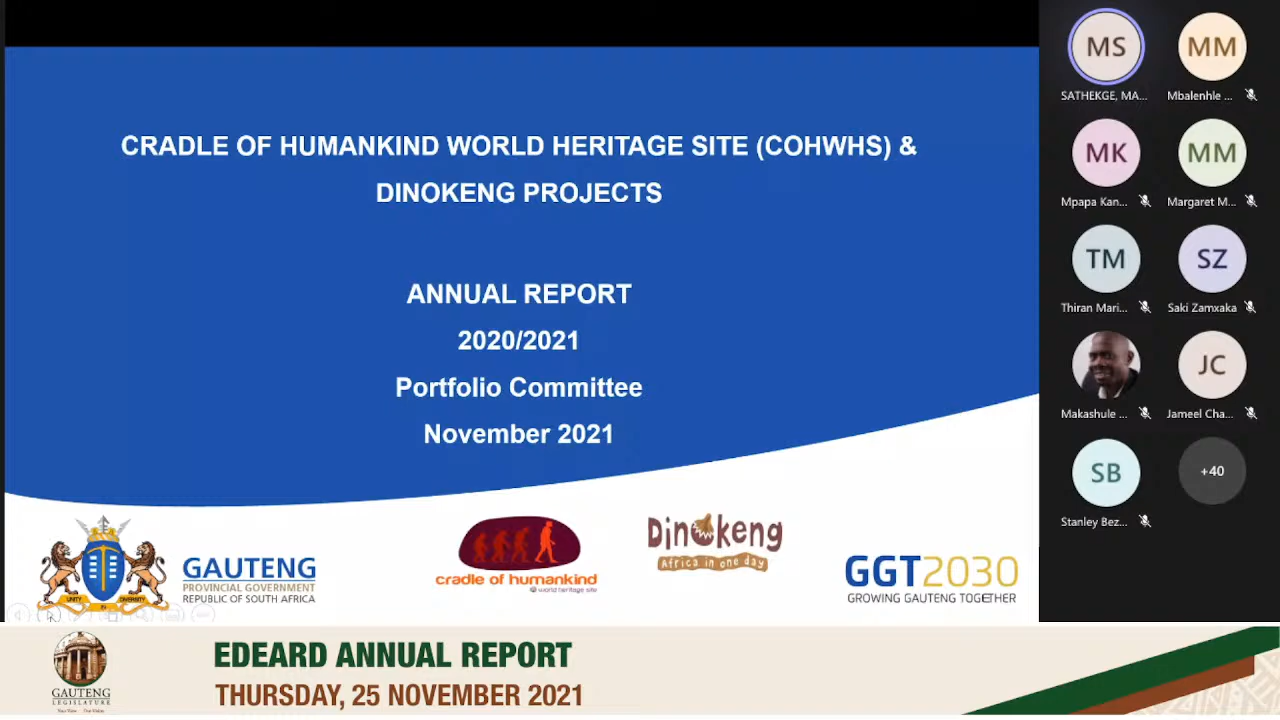 CRADLE OF HUMANKIND WORLD HERITAGE SITE (COHWHS) &
DINOKENG PROJECTS
ANNUAL REPORT
2020/2021
Portfolio Committee
November 2021
UNITY IN DIVERSITY
GAUTENG
PROVINCIAL GOVERNMENT
REPUBLIC OF SOUTH AFRICA
cradle of humankind
world heritage site
Dinokeng
Africa in one day
GGT2030
GROWING GAUTENG TOGETHER
MS
SATHEKGE, MA...
MM
Mbalenhle ...
MK
Mpapa Kan...
MM
Margaret M...
TM
Thiran Mari...
SZ
Saki Zamxaka
Makashule ...
JC
Jameel Cha...
SB
Stanley Bez...
+40
GAUTENG
LEGISLATURE
EDEARD ANNUAL REPORT
THURSDAY, 25 NOVEMBER 2021